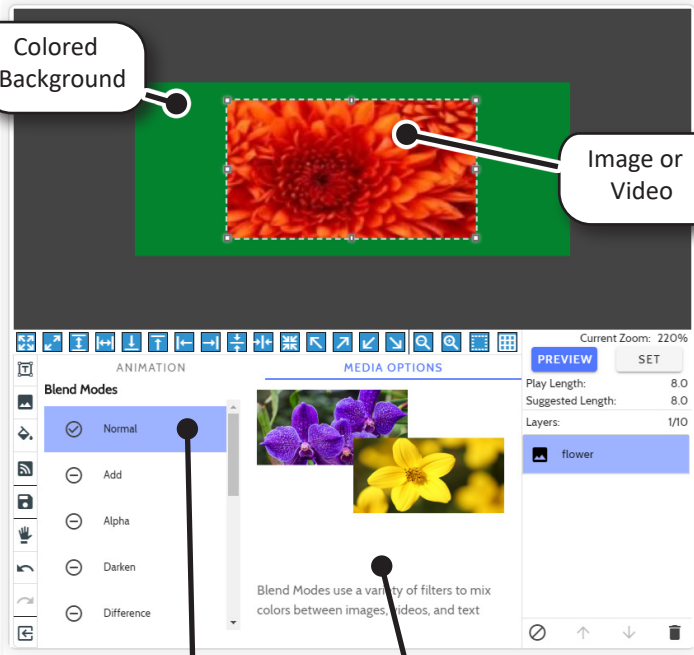 Colored
Background
Image or
Video
Current Zoom: 220%
ANIMATION
MEDIA OPTIONS
PREVIEW
SET
Blend Modes
Play Length: 8.0
Suggested Length: 8.0
Layers: 1/10
Normal
flower
Add
Alpha
Darken
Difference
Blend Modes use a variety of filters to mix
colors between images, videos, and text